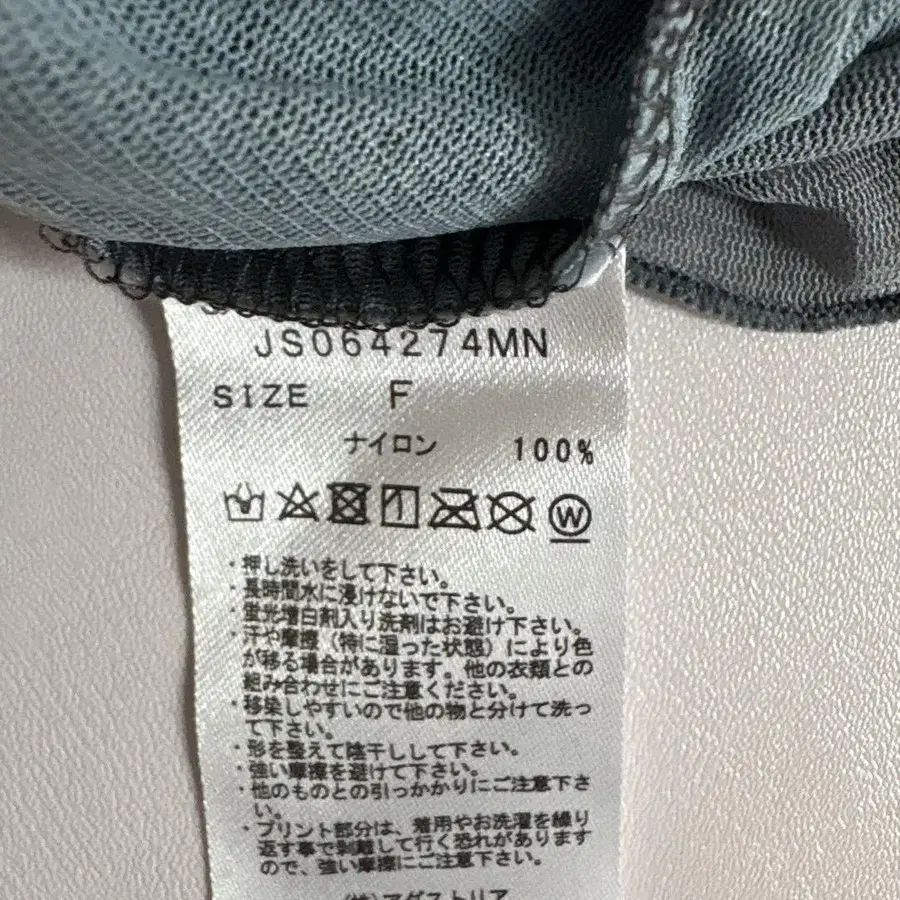 JS064274MN
SIZE F
ナイロン 100%
W
・押し洗いをして下さい。
・長時間水に浸けないで下さい。
・蛍光増白剤入り洗剤はお避け下さい。
・汗や摩擦（特に湿った状態）により色
が移る場合があります。他の衣類との
組み合わせにご注意ください。
・移染しやすいので他の物と分けて洗っ
て下さい。
・形を整えて陰干しして下さい。
・強い摩擦を避けて下さい。
・他のものとの引っかかりにご注意下さ
い。
・プリント部分は、着用やお洗濯を繰り
返す事で剥離して行く恐れがあります
ので、強い摩擦にご注意下さい。
(株)アダストリア